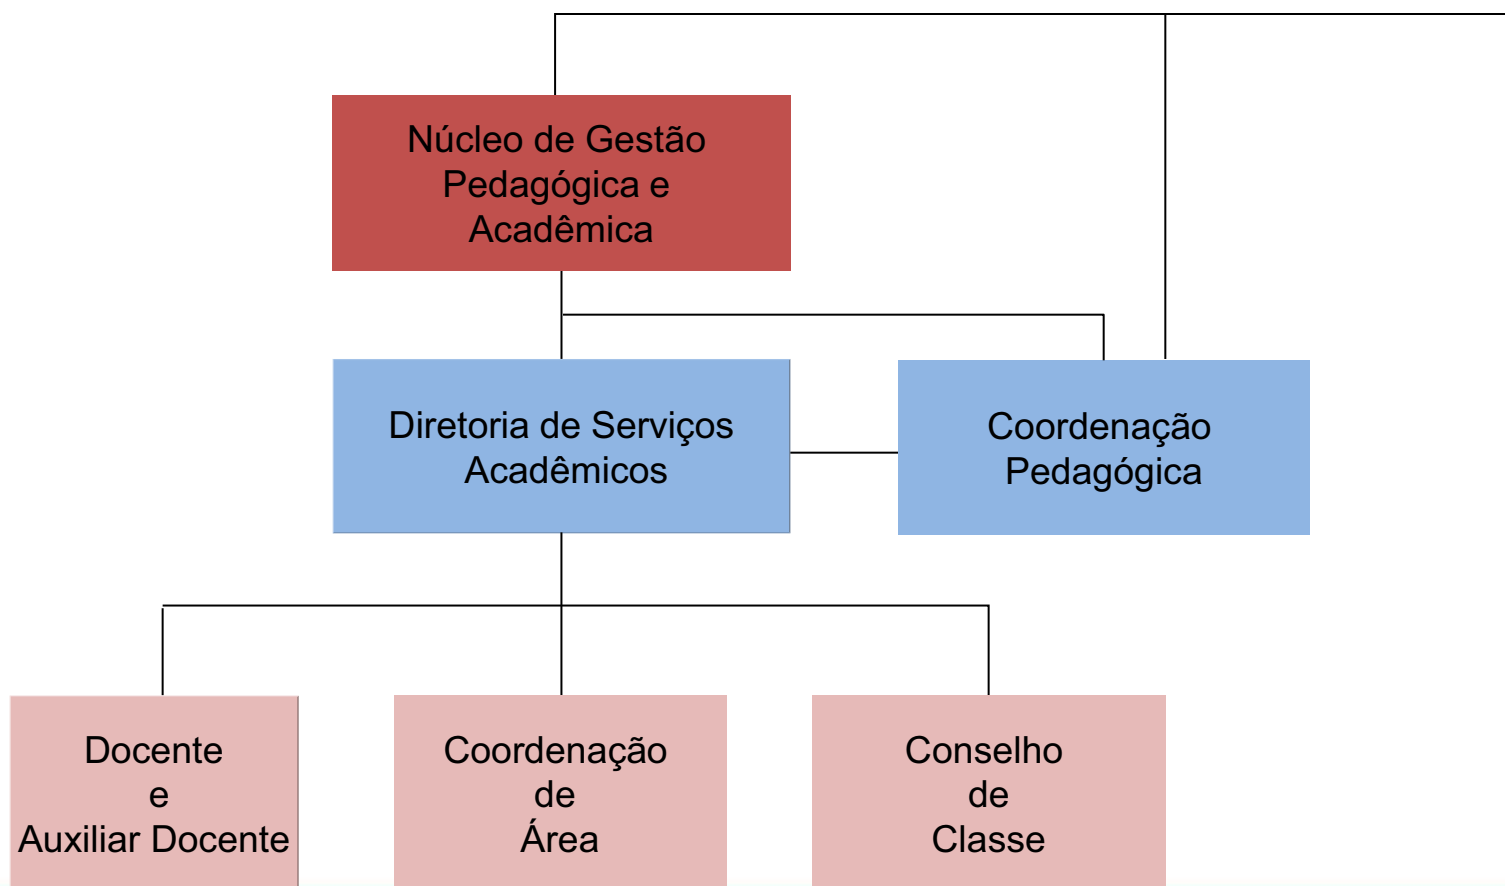 Núcleo de Gestão
Pedagógica e
Acadêmica
Diretoria de Serviços
Acadêmicos
Coordenação
Pedagógica
Docente
e
Auxiliar Docente
Coordenação
de
Área
Conselho
de
Classe